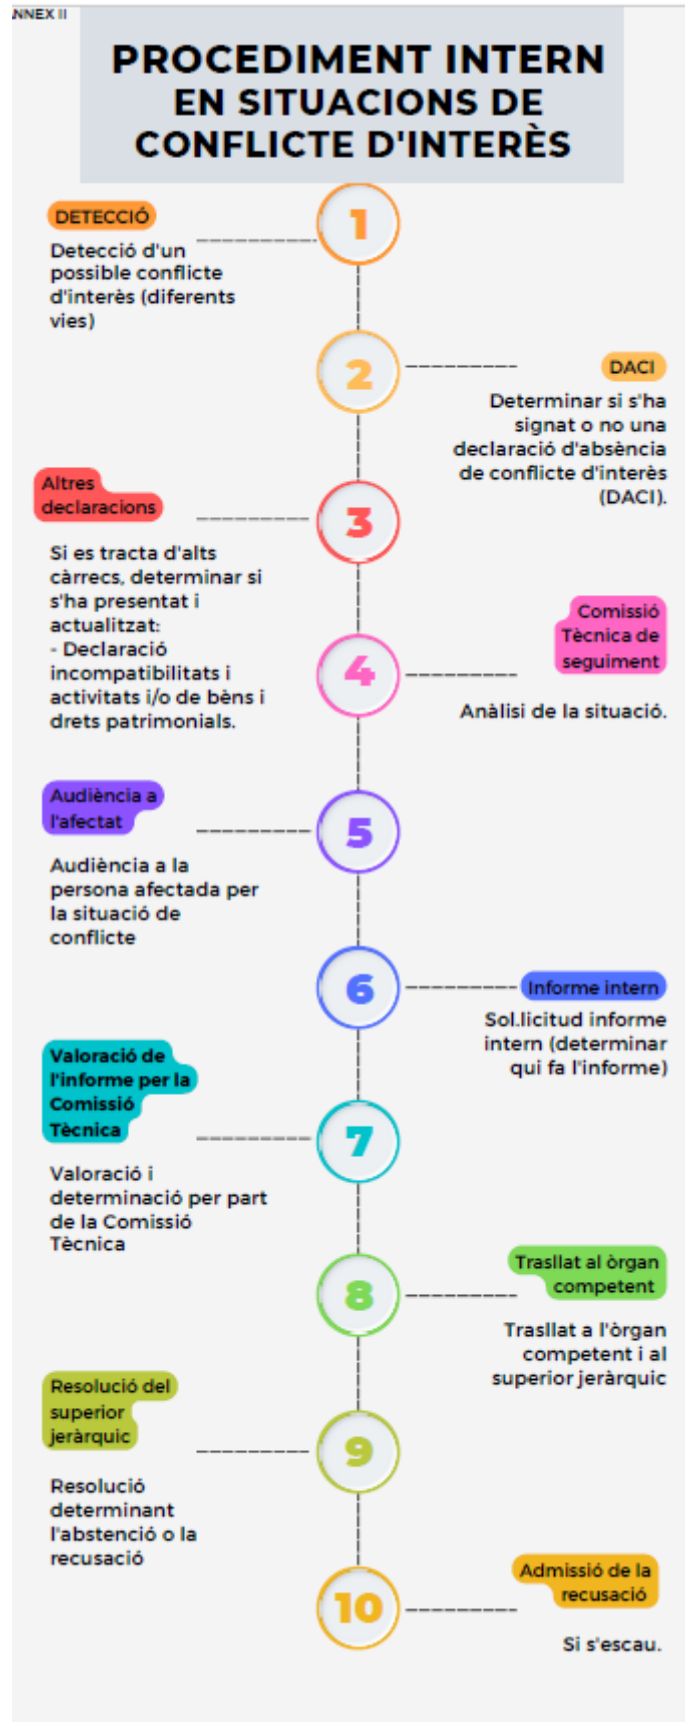 ANNEX II
PROCEDIMENT INTERN
EN SITUACIONS DE
CONFLICTE D'INTERÈS
1
DETECCIÓ
Detecció d'un
possible conflicte
d'interès (diferents
vies)
2
DACI
Determinar si s'ha
signat o no una
declaració d'absència
de conflicte d'interès
(DACI).
3
Altres
declaracions
Si es tracta d'alts
càrrecs, determinar si
s'ha presentat i
actualitzat:
- Declaració
incompatibilitats i
activitats i/o de bèns i
drets patrimonials.
4
Comissió
Tècnica de
seguiment
Anàlisi de la situació.
5
Audiència a
l'afectat
Audiència a la
persona afectada per
la situació de
conflicte
6
Informe intern
Sol.licitud informe
intern (determinar
qui fa l'informe)
7
Valoració de
l'informe per la
Comissió
Tècnica
Valoració i
determinació per part
de la Comissió
Tècnica
8
Trasllat al òrgan
competent
Trasllat a l'òrgan
competent i al
superior jeràrquic
9
Resolució del
superior
jeràrquic
Resolució
determinant
l'abstenció o la
recusació
10
Admissió de la
recusació
Si s'escau.